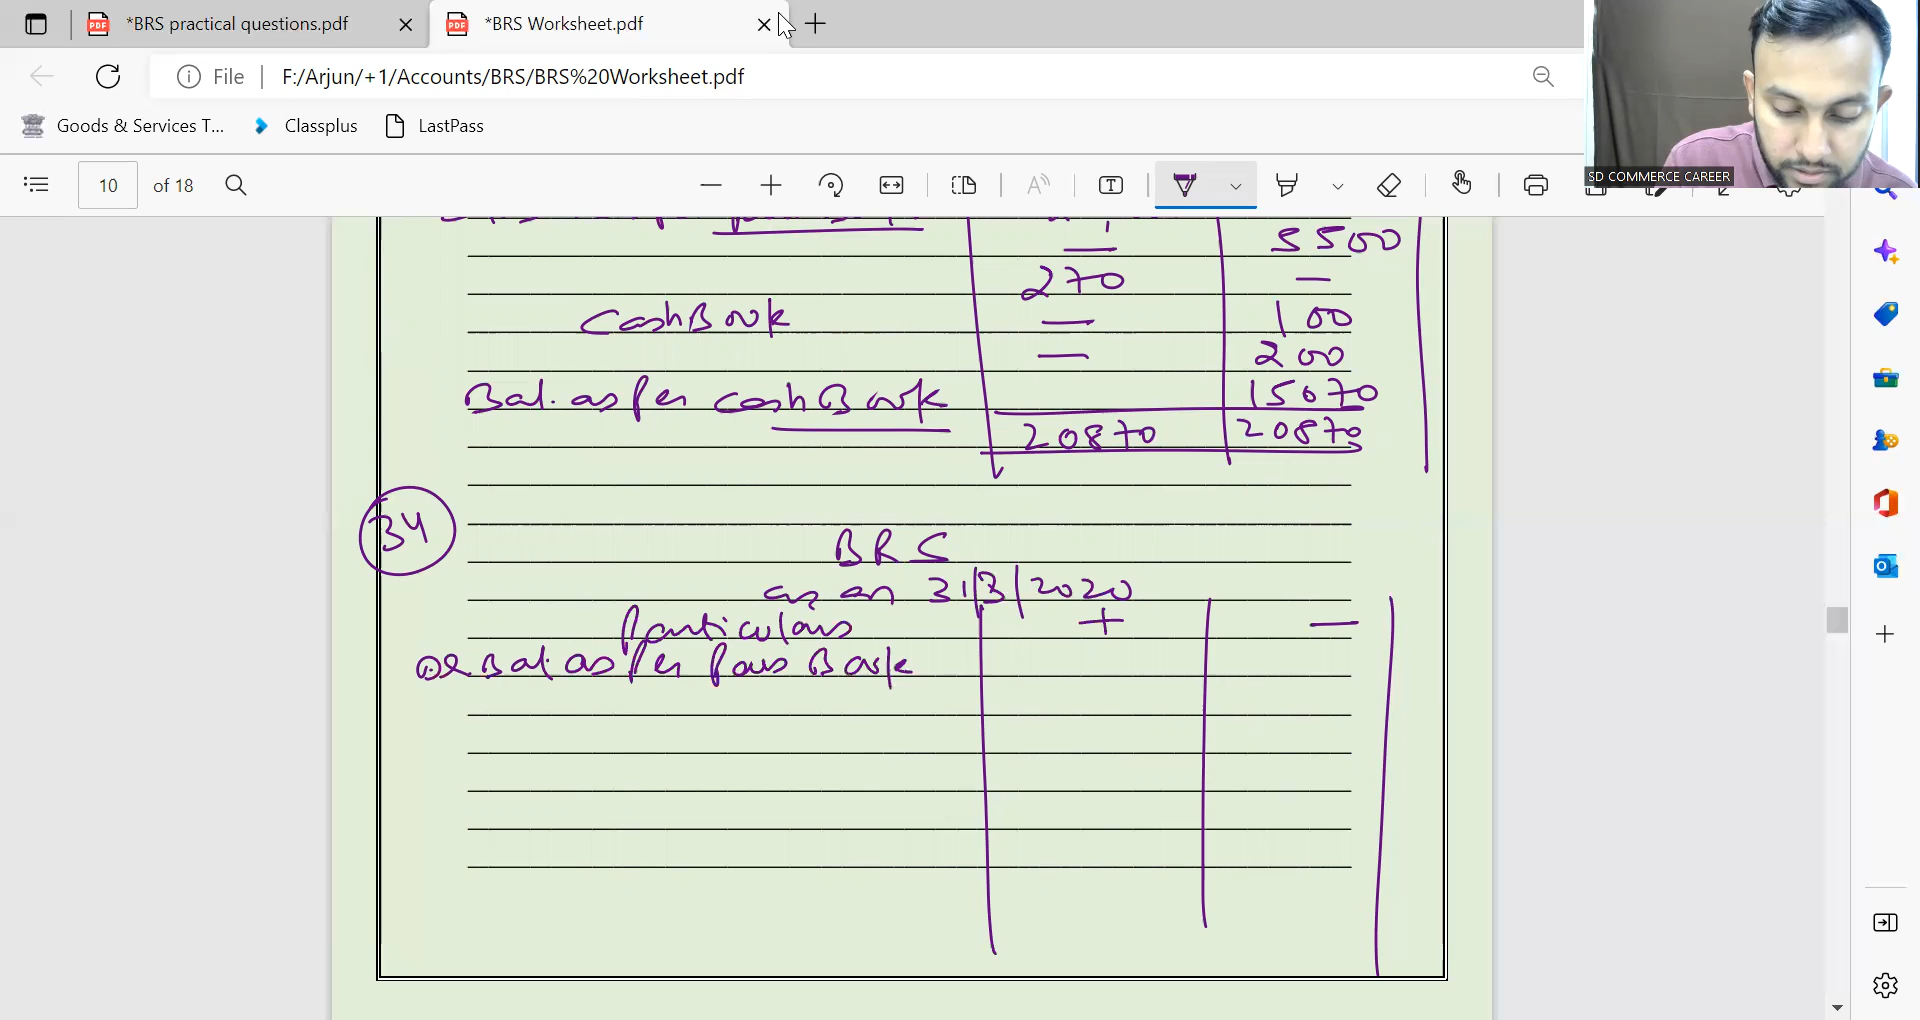 *BRS practical questions.pdf
*BRS Worksheet.pdf
File
F:/Arjun/+1/Accounts/BRS/BRS%20Worksheet.pdf
Goods & Services T...
Classplus
LastPass
10
of 18
SD COMMERCE CAREER
5500
270 —
CashBook — 100
— 200
Bal. as per cash Book 15070
20870 20870
34
BRS
as on 31/3/2020
Particulars + —
Bal. as per Pass Book